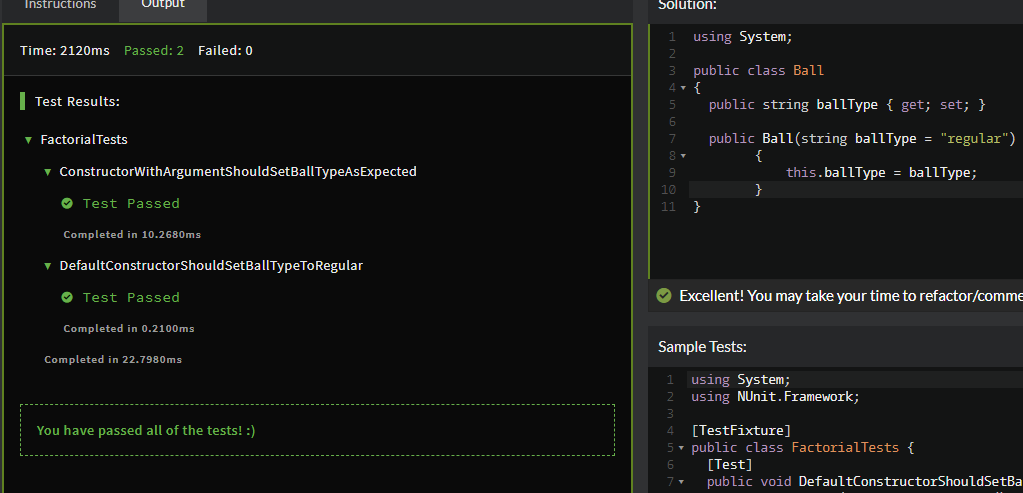 Instructions
Output
Time: 2120ms Passed: 2 Failed: 0
Test Results:
FactorialTests
ConstructorWithArgumentShouldSetBallTypeAsExpected
Test Passed
Completed in 10.2680ms
DefaultConstructorShouldSetBallTypeToRegular
Test Passed
Completed in 0.2100ms
Completed in 22.7980ms
You have passed all of the tests! :)
Solution:
1 using System;
2
3 public class Ball
4 {
5 public string ballType { get; set; }
6
7 public Ball(string ballType = "regular")
8 {
9 this.ballType = ballType;
10 }
11 }
Excellent! You may take your time to refactor/comme
Sample Tests:
1 using System;
2 using NUnit.Framework;
3
4 [TestFixture]
5 public class FactorialTests {
6 [Test]
7 public void DefaultConstructorShouldSetBa